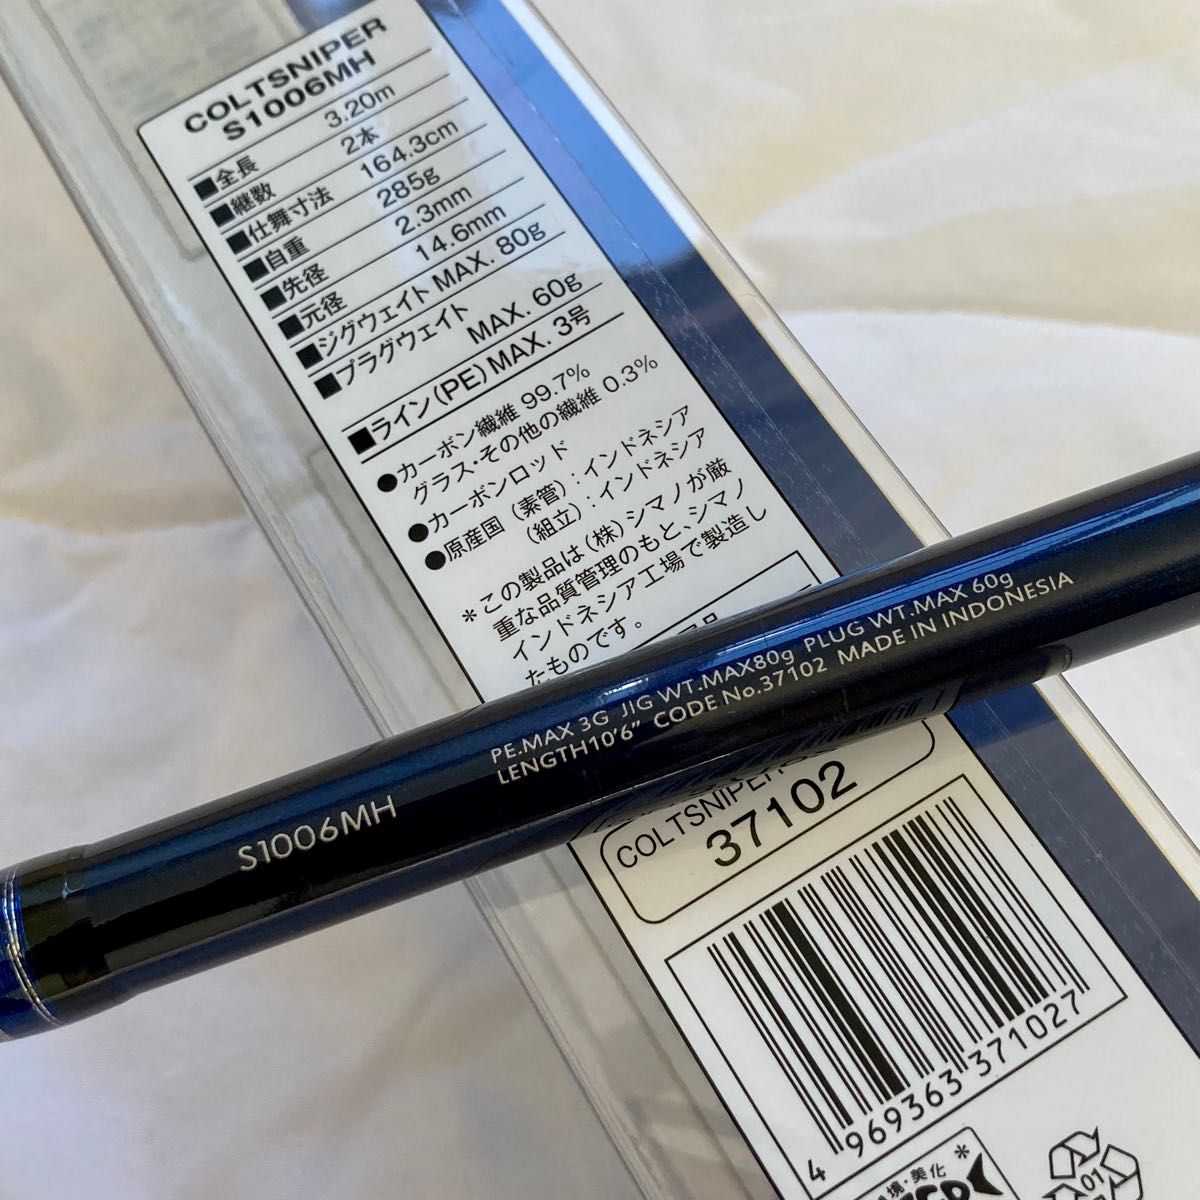 COLTSNIPER
S1006MH
■全長 3.20m
■継数 2本
■仕舞寸法 164.3cm
■自重 285g
■先径 2.3mm
■元径 14.6mm
■ジグウェイト MAX. 80g
■プラグウェイト
MAX. 60g
■ライン(PE) MAX. 3号
●カーボン繊維 99.7%
グラス・その他の繊維 0.3%
●カーボンロッド
●原産国（素管）：インドネシア
（組立）：インドネシア
＊この製品は（株）シマノが厳
重な品質管理のもと、シマノ
インドネシア工場で製造し
たものです。
PE.MAX 3G JIG WT.MAX80g PLUG WT.MAX 60g
LENGTH10'6" CODE No.37102 MADE IN INDONESIA
S1006MH
COLTSNIPER
37102
4 969363 371027
・美化
01